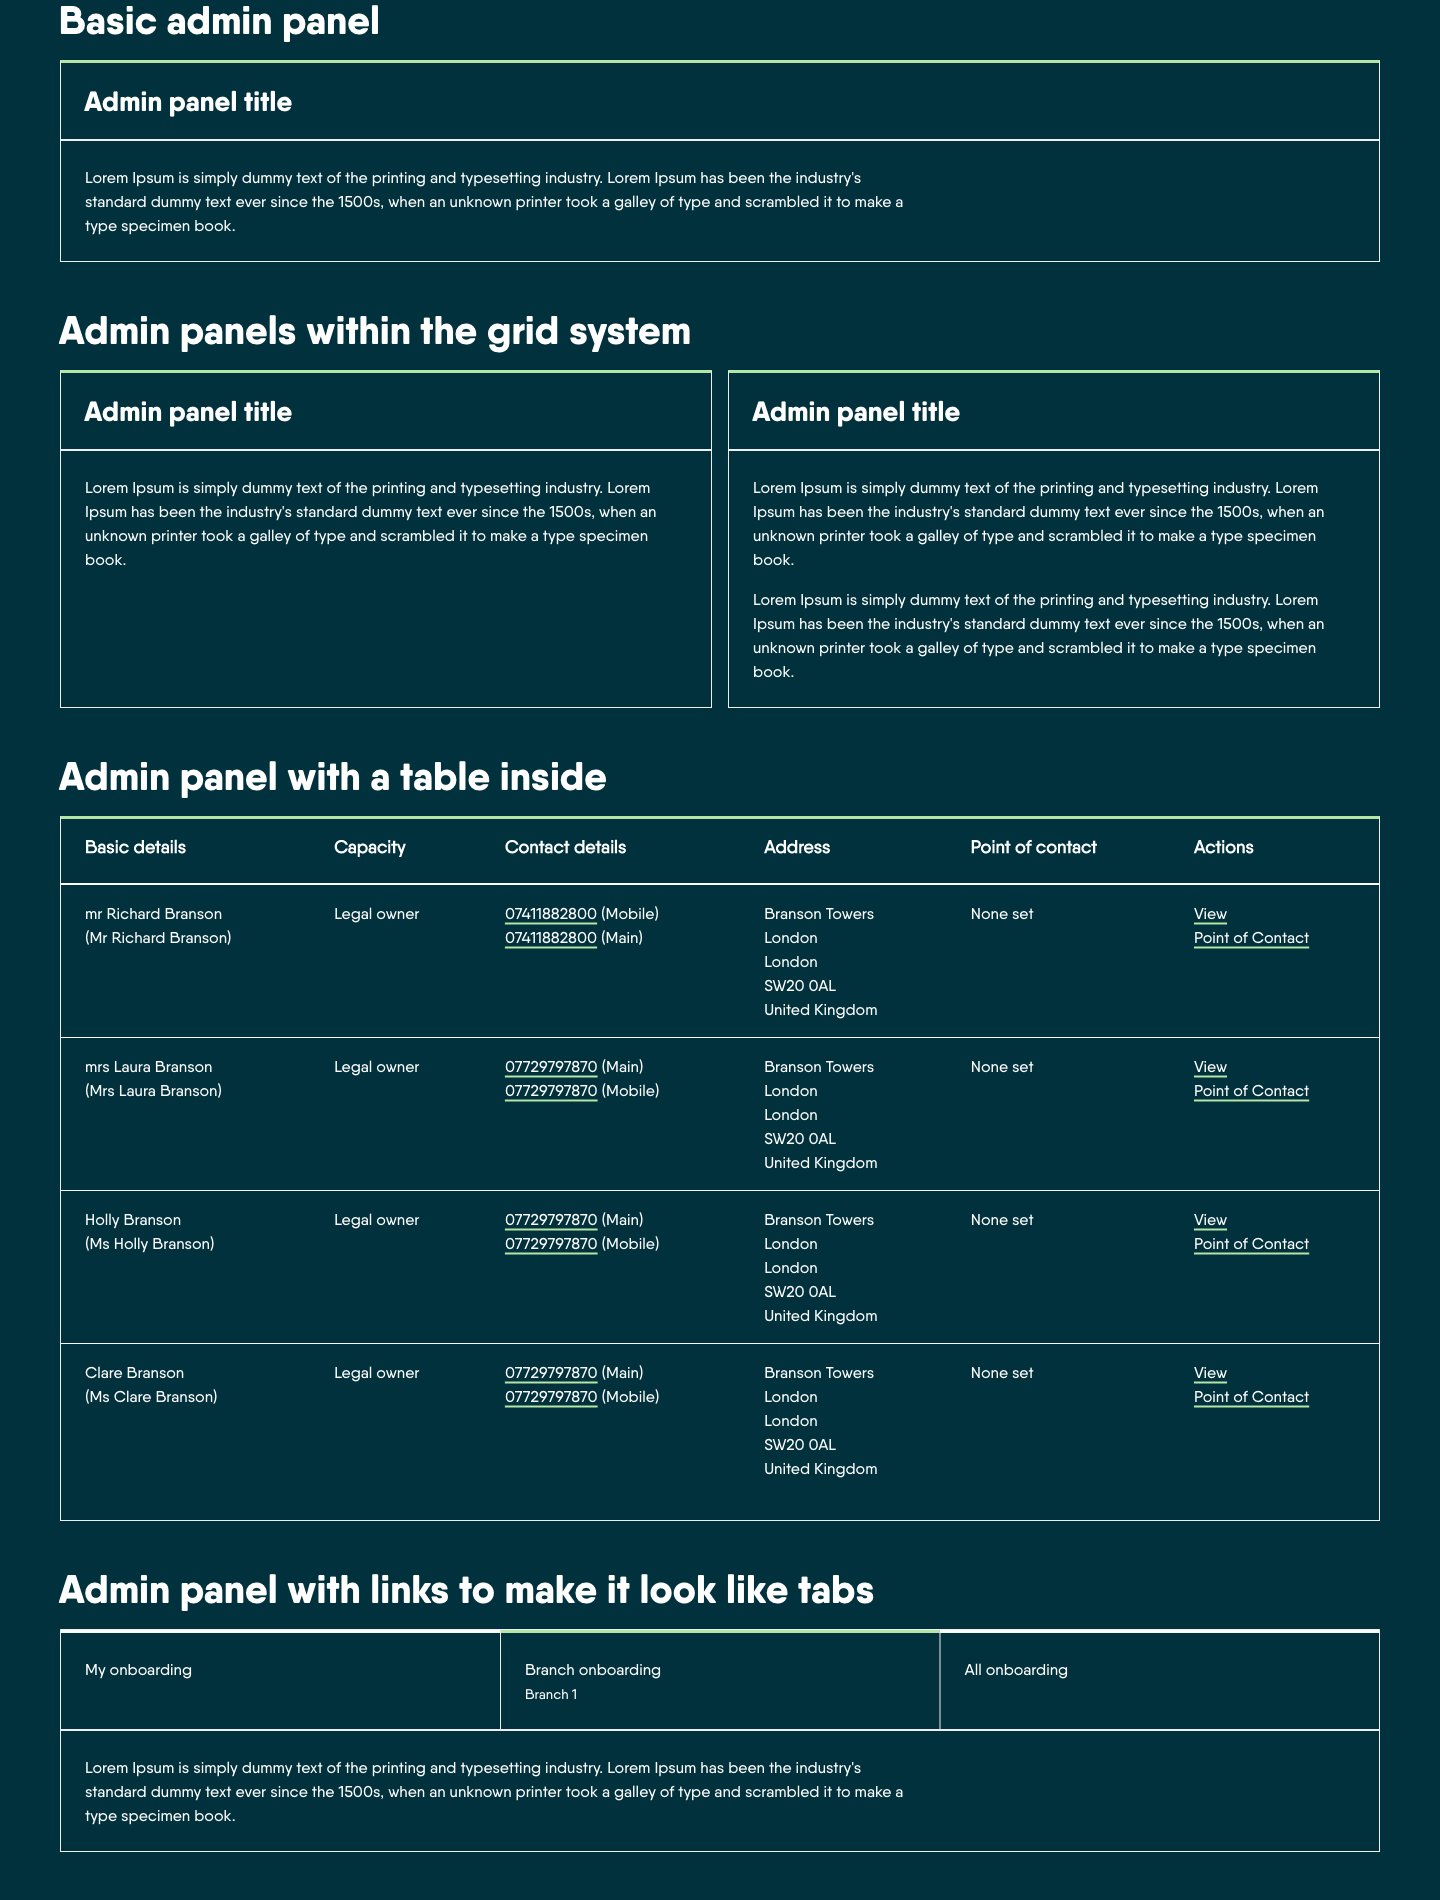 Basic admin panel
Admin panel title
Lorem Ipsum is simply dummy text of the printing and typesetting industry. Lorem Ipsum has been the industry's
standard dummy text ever since the 1500s, when an unknown printer took a galley of type and scrambled it to make a
type specimen book.
Admin panels within the grid system
Admin panel title
Lorem Ipsum is simply dummy text of the printing and typesetting industry. Lorem
Ipsum has been the industry's standard dummy text ever since the 1500s, when an
unknown printer took a galley of type and scrambled it to make a type specimen
book.
Admin panel title
Lorem Ipsum is simply dummy text of the printing and typesetting industry. Lorem
Ipsum has been the industry's standard dummy text ever since the 1500s, when an
unknown printer took a galley of type and scrambled it to make a type specimen
book.
Lorem Ipsum is simply dummy text of the printing and typesetting industry. Lorem
Ipsum has been the industry's standard dummy text ever since the 1500s, when an
unknown printer took a galley of type and scrambled it to make a type specimen
book.
Admin panel with a table inside
Basic details Capacity Contact details Address Point of contact Actions
mr Richard Branson Legal owner 07411882800 (Mobile) Branson Towers None set View
(Mr Richard Branson) 07411882800 (Main) London Point of Contact
London
SW20 0AL
United Kingdom
mrs Laura Branson Legal owner 07729797870 (Main) Branson Towers None set View
(Mrs Laura Branson) 07729797870 (Mobile) London Point of Contact
London
SW20 0AL
United Kingdom
Holly Branson Legal owner 07729797870 (Main) Branson Towers None set View
(Ms Holly Branson) 07729797870 (Mobile) London Point of Contact
London
SW20 0AL
United Kingdom
Clare Branson Legal owner 07729797870 (Main) Branson Towers None set View
(Ms Clare Branson) 07729797870 (Mobile) London Point of Contact
London
SW20 0AL
United Kingdom
Admin panel with links to make it look like tabs
My onboarding Branch onboarding All onboarding
Branch 1
Lorem Ipsum is simply dummy text of the printing and typesetting industry. Lorem Ipsum has been the industry's
standard dummy text ever since the 1500s, when an unknown printer took a galley of type and scrambled it to make a
type specimen book.